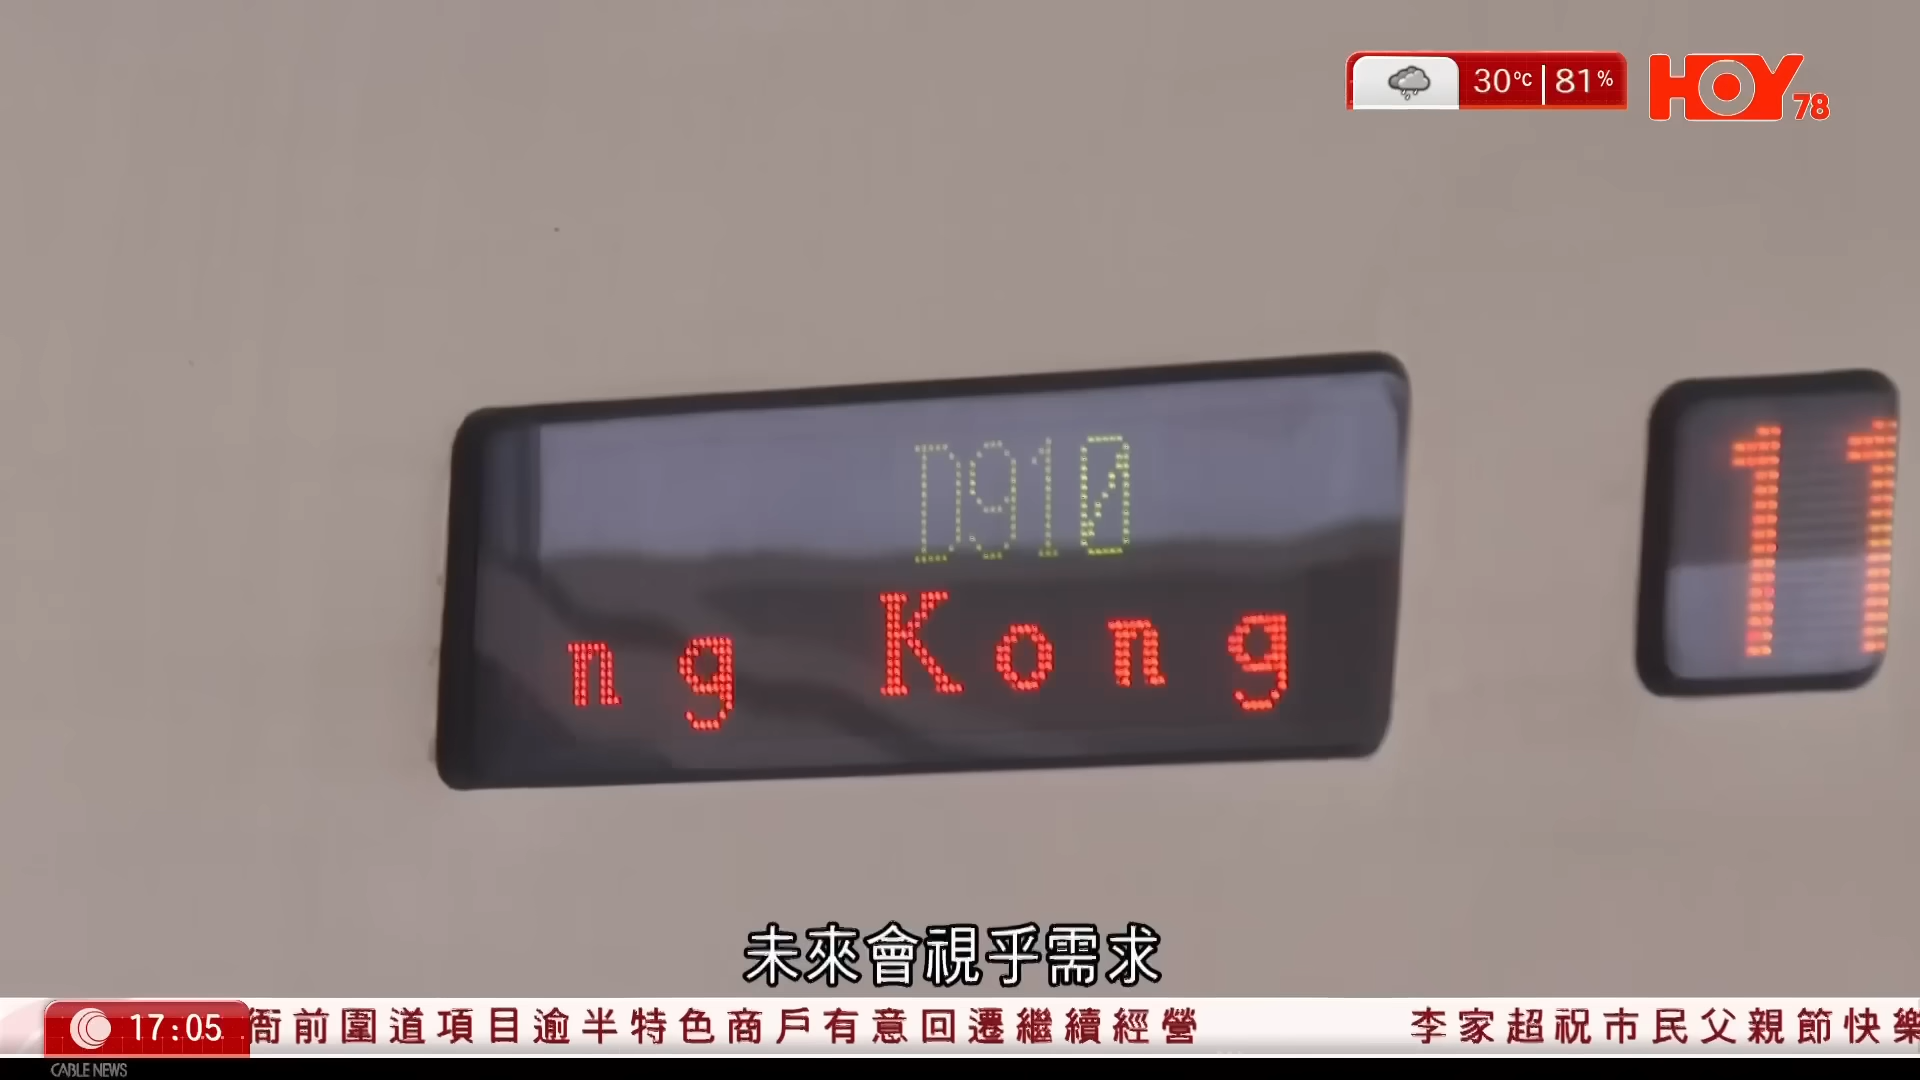 30°C 81%
HOY 78
D910
ng Kong
11
未來會視乎需求
17:05
衙前圍道項目逾半特色商戶有意回遷繼續經營 李家超祝市民父親節快樂
CABLE NEWS